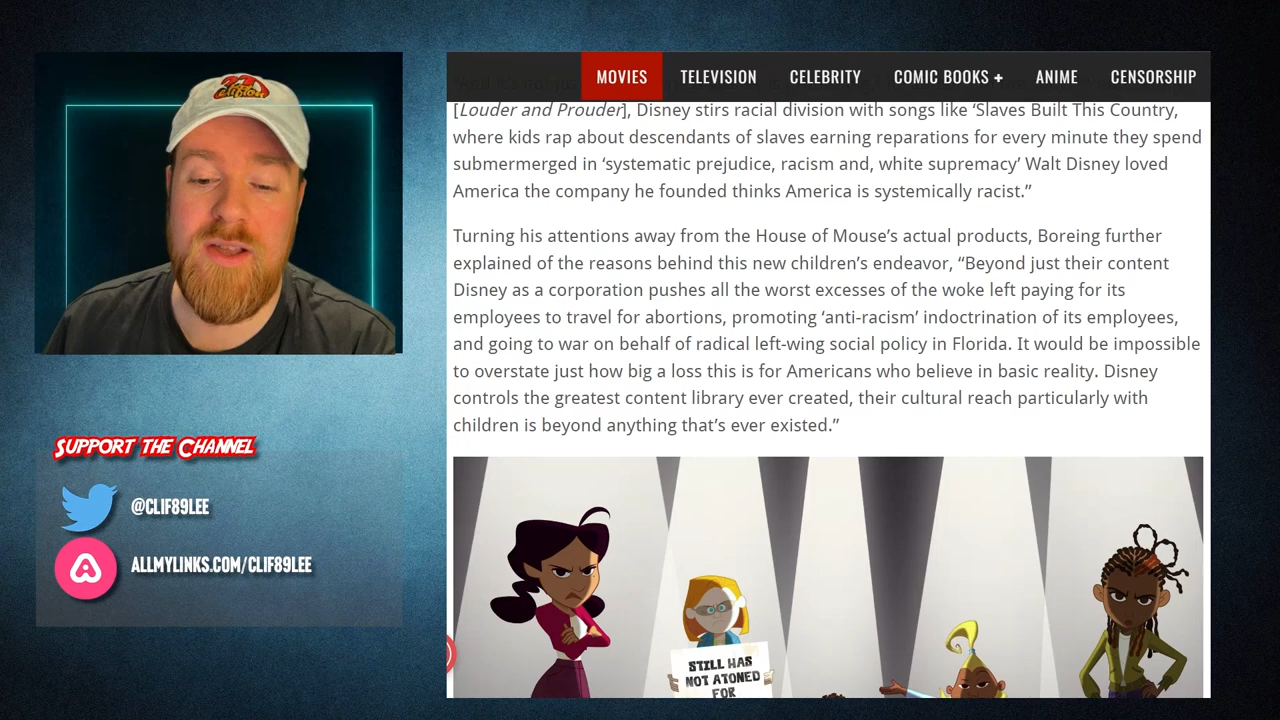 MOVIES TELEVISION CELEBRITY COMIC BOOKS + ANIME CENSORSHIP
[Louder and Prouder], Disney stirs racial division with songs like ‘Slaves Built This Country,
where kids rap about descendants of slaves earning reparations for every minute they spend
submermerged in ‘systematic prejudice, racism and, white supremacy’ Walt Disney loved
America the company he founded thinks America is systemically racist.”
Turning his attentions away from the House of Mouse’s actual products, Boreing further
explained of the reasons behind this new children’s endeavor, “Beyond just their content
Disney as a corporation pushes all the worst excesses of the woke left paying for its
employees to travel for abortions, promoting ‘anti-racism’ indoctrination of its employees,
and going to war on behalf of radical left-wing social policy in Florida. It would be impossible
to overstate just how big a loss this is for Americans who believe in basic reality. Disney
controls the greatest content library ever created, their cultural reach particularly with
children is beyond anything that’s ever existed.”
STILL HAS
NOT ATONED
FOR
SUPPORT THE CHANNEL
@CLIF89LEE
ALLMYLINKS.COM/CLIF89LEE